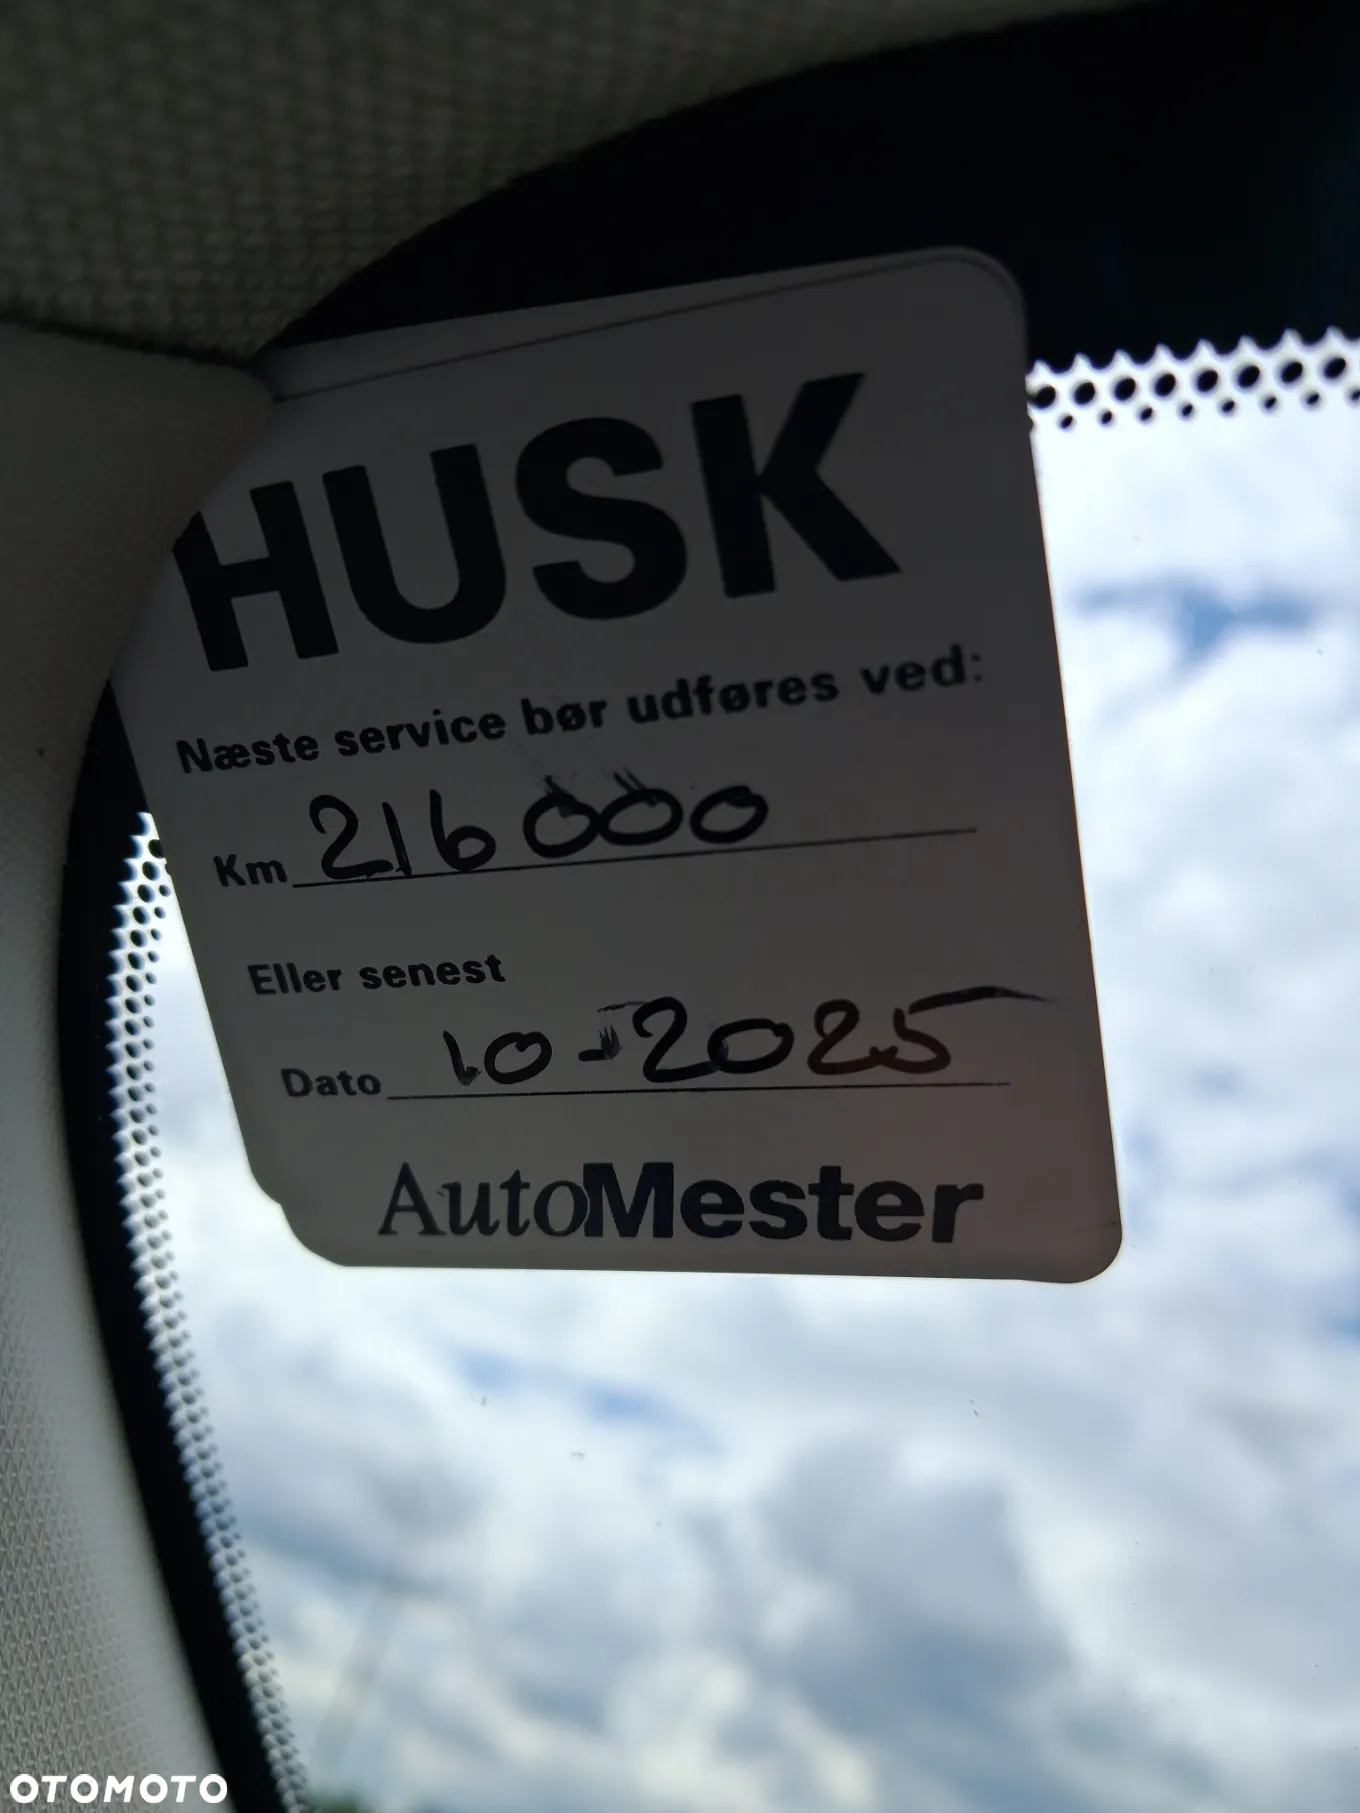 HUSK
Næste service bør udføres ved:
Km 216000
Eller senest
Dato 10-2025
AutoMester
OTOMOTO